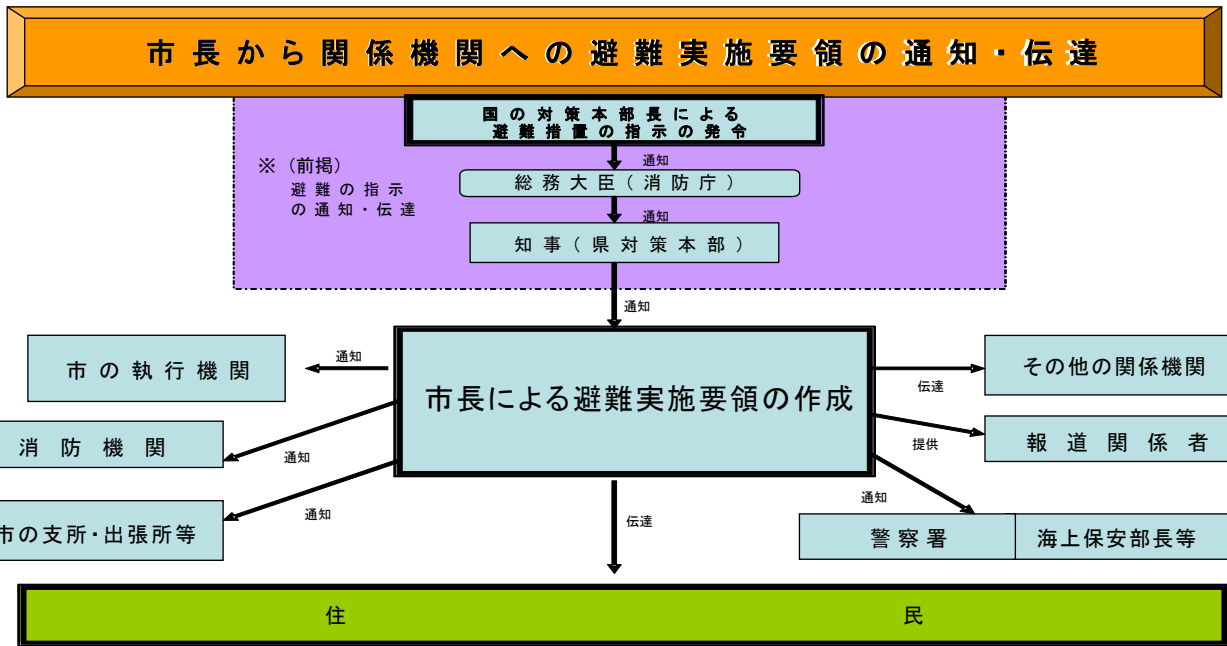 市長から関係機関への避難実施要領の通知・伝達
国の対策本部長による
避難措置の指示の発令
通知
※（前掲）
避難の指示
の通知・伝達
総務大臣（消防庁）
通知
知事（県対策本部）
通知
市の執行機関
通知
市長による避難実施要領の作成
伝達
その他の関係機関
消防機関
通知
提供
報道関係者
市の支所・出張所等
通知
伝達
通知
警察署
海上保安部長等
住民